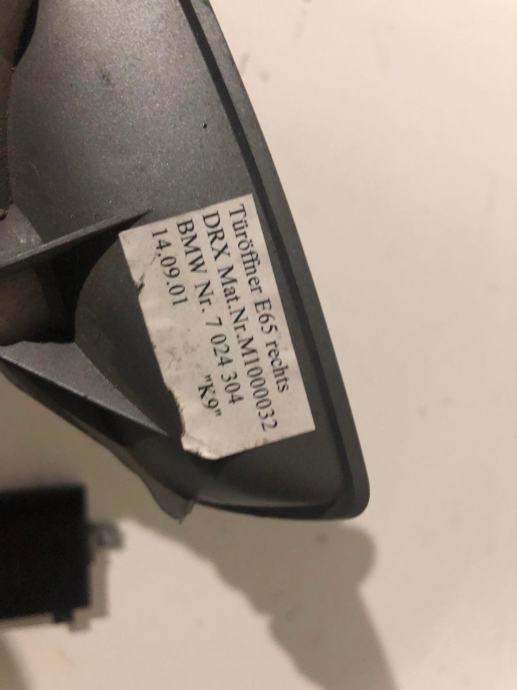 Türöffner E65 rechts
DRX Mat.Nr.M1000032
BMW Nr. 7 024 304
14.09.01 "K9"